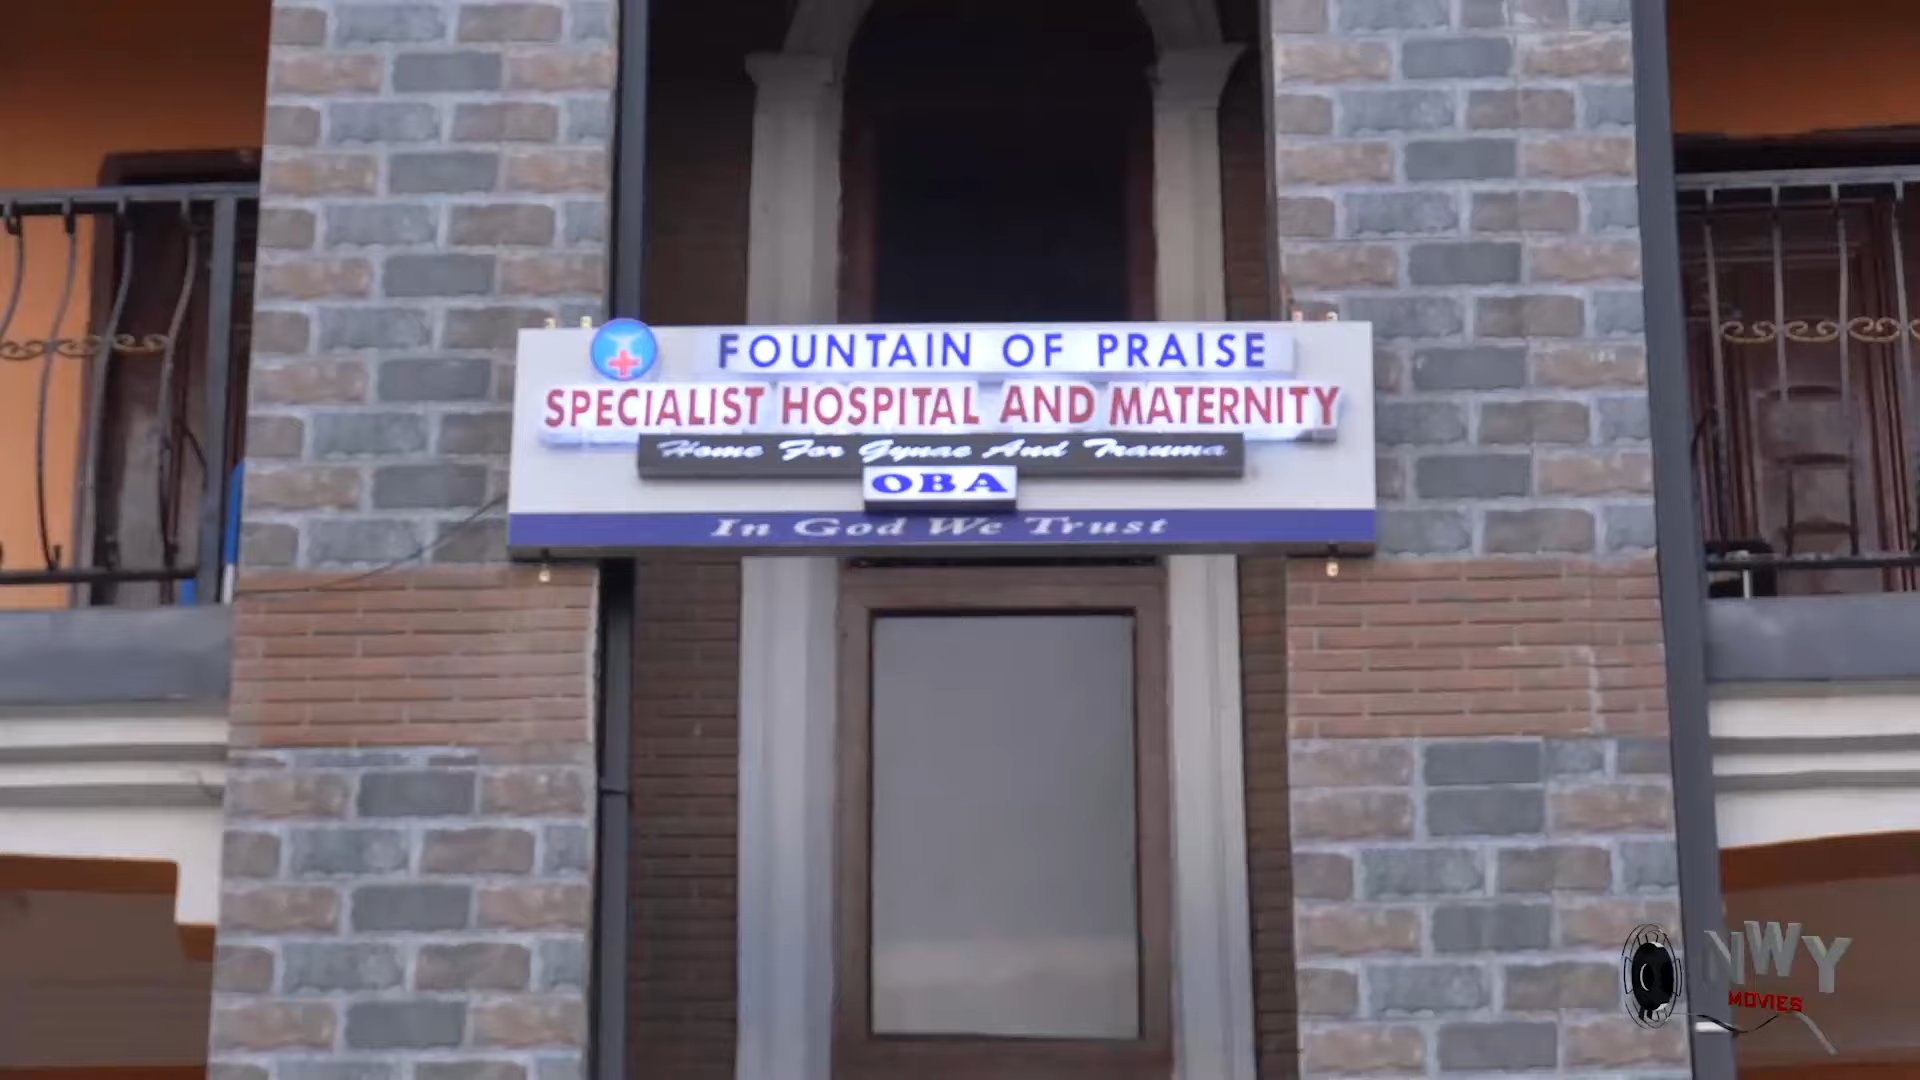 FOUNTAIN OF PRAISE
SPECIALIST HOSPITAL AND MATERNITY
Home For Gynae And Trauma
OBA
In God We Trust
NWY
MOVIES